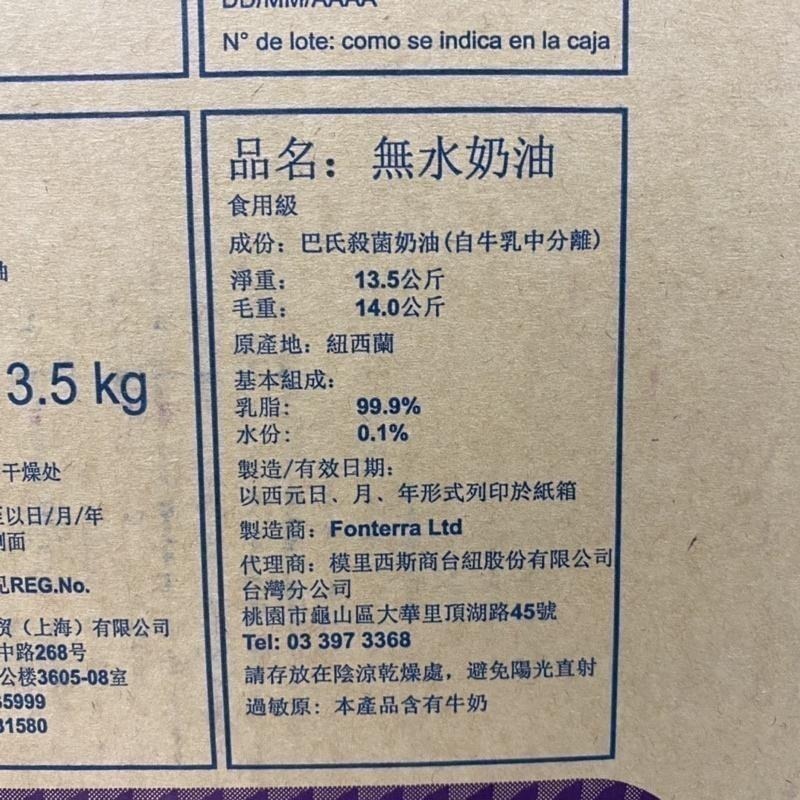 N° de lote: como se indica en la caja
品名：無水奶油
食用級
成份：巴氏殺菌奶油(自牛乳中分離)
淨重： 13.5公斤
毛重： 14.0公斤
原產地：紐西蘭
基本組成：
乳脂： 99.9%
水份： 0.1%
製造/有效日期：
以西元日、月、年形式列印於紙箱
製造商：Fonterra Ltd
代理商：模里西斯商台紐股份有限公司
台灣分公司
桃園市龜山區大華里頂湖路45號
Tel: 03 397 3368
請存放在陰涼乾燥處，避免陽光直射
過敏原：本產品含有牛奶
油
3.5 kg
干燥处
以日/月/年
侧面
见REG.No.
贸（上海）有限公司
中路268号
公楼3605-08室
5999
31580